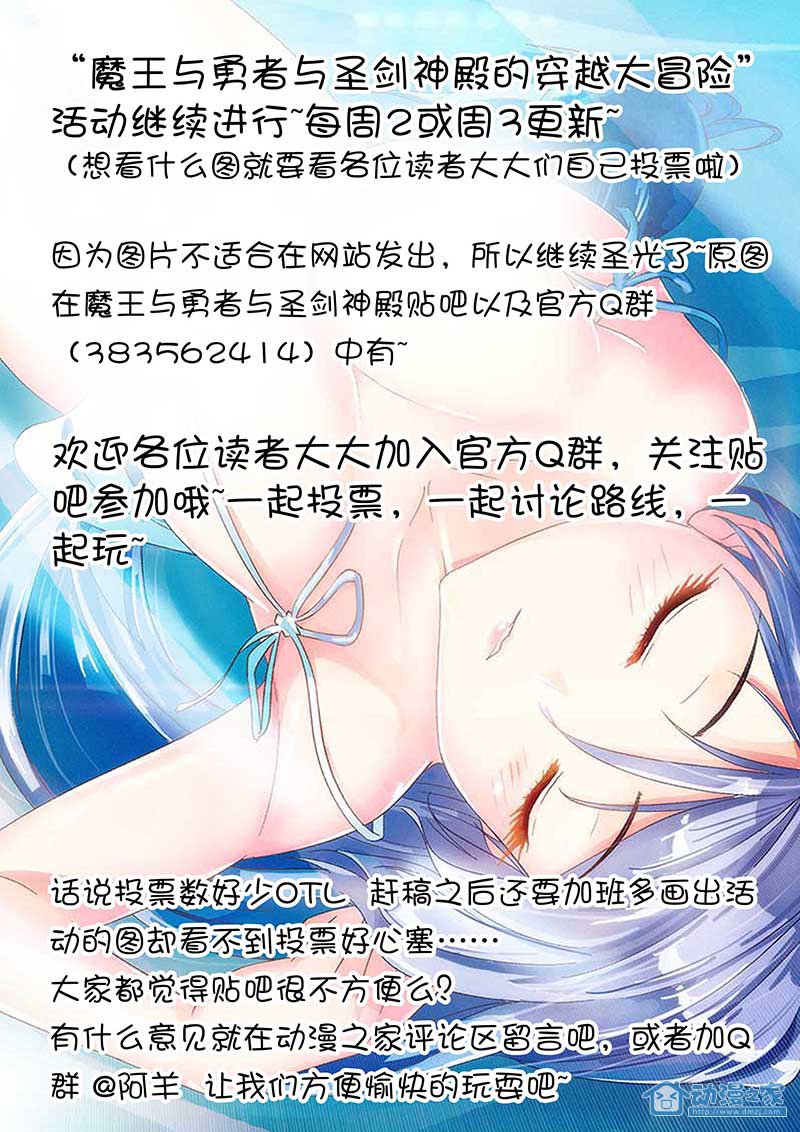 “魔王与勇者与圣剑神殿的穿越大冒险”
活动继续进行~每周2或周3更新~
（想看什么图就要看各位读者大大们自己投票啦）
因为图片不适合在网站发出，所以继续圣光了~原图
在魔王与勇者与圣剑神殿贴吧以及官方Q群
（383562414）中有~
欢迎各位读者大大加入官方Q群，关注贴
吧参加哦~一起投票，一起讨论路线，一
起玩~
话说投票数好少OTL 赶稿之后还要加班多画出活
动的图却看不到投票好心塞……
大家都觉得贴吧很不方便么？
有什么意见就在动漫之家评论区留言吧，或者加Q
群 @阿羊 让我们方便愉快的玩耍吧~
动漫之家
http://www.dmzj.com